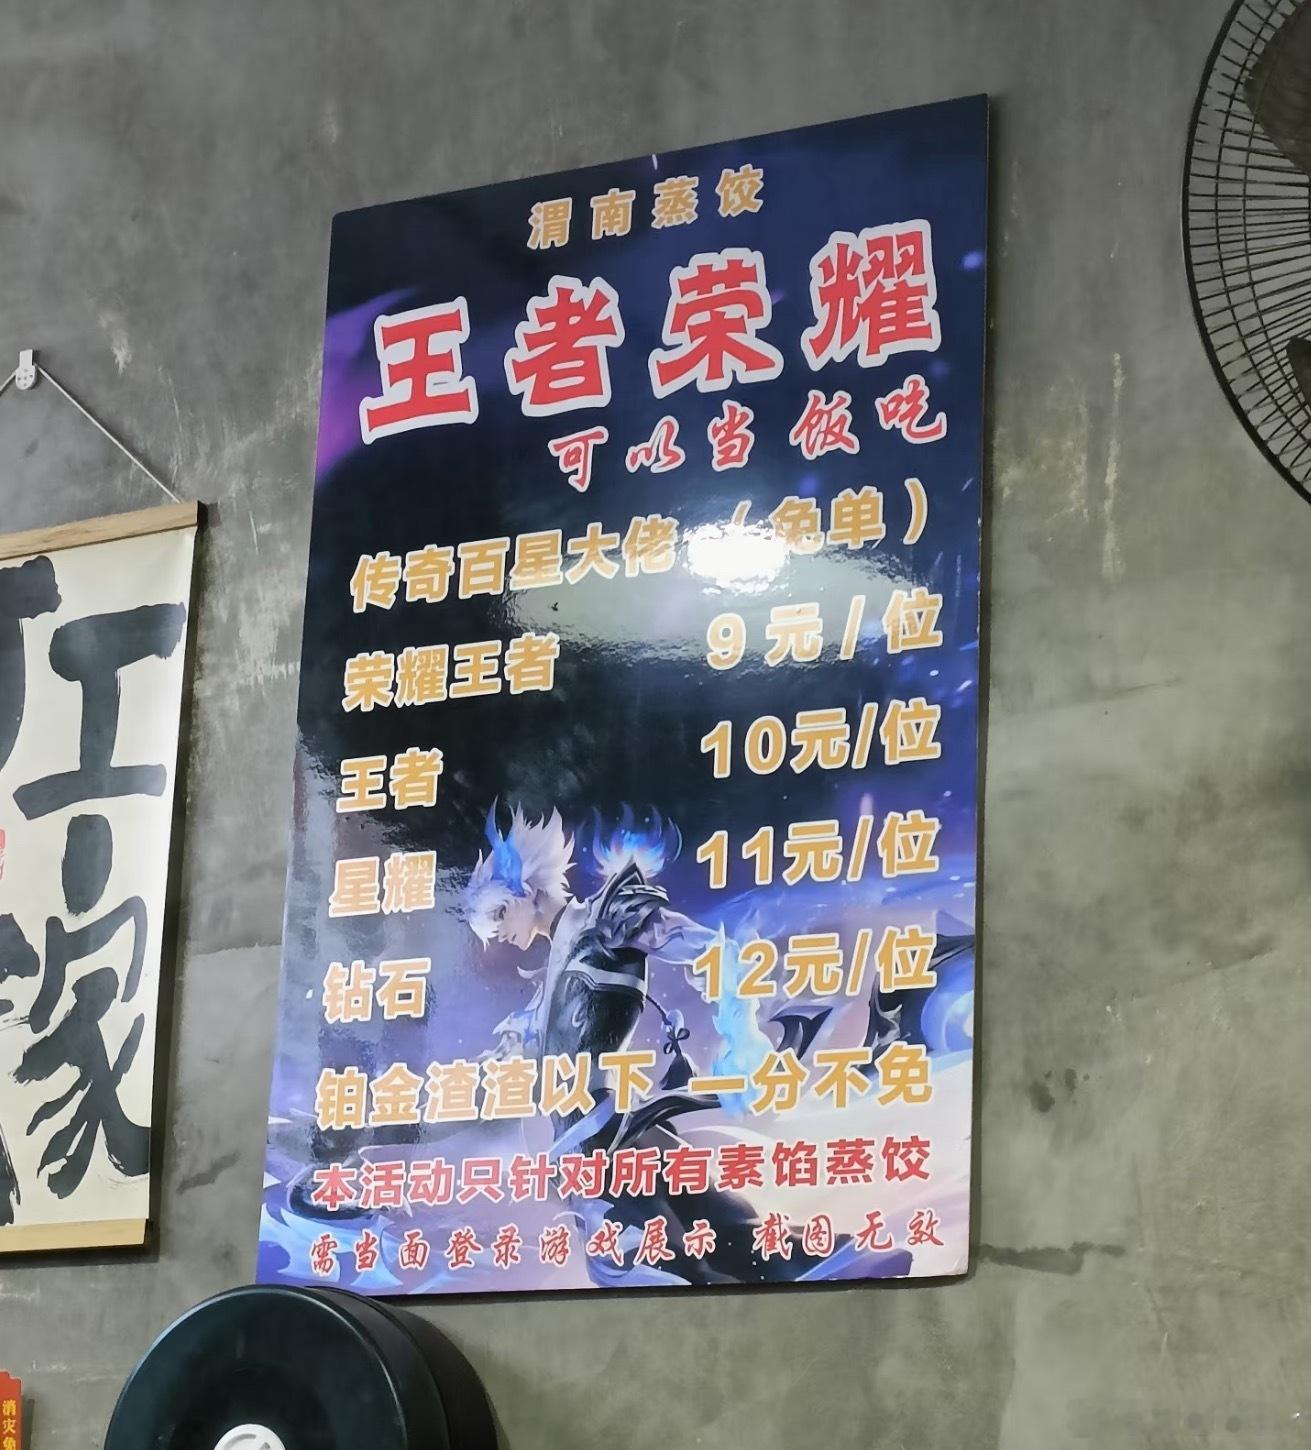 渭南蒸饺
王者荣耀
可以当饭吃
传奇百星大佬 （免单）
荣耀王者 9元/位
王者 10元/位
星耀 11元/位
钻石 12元/位
铂金渣渣以下 一分不免
本活动只针对所有素馅蒸饺
需当面登录游戏展示 截图无效
家
消灾免